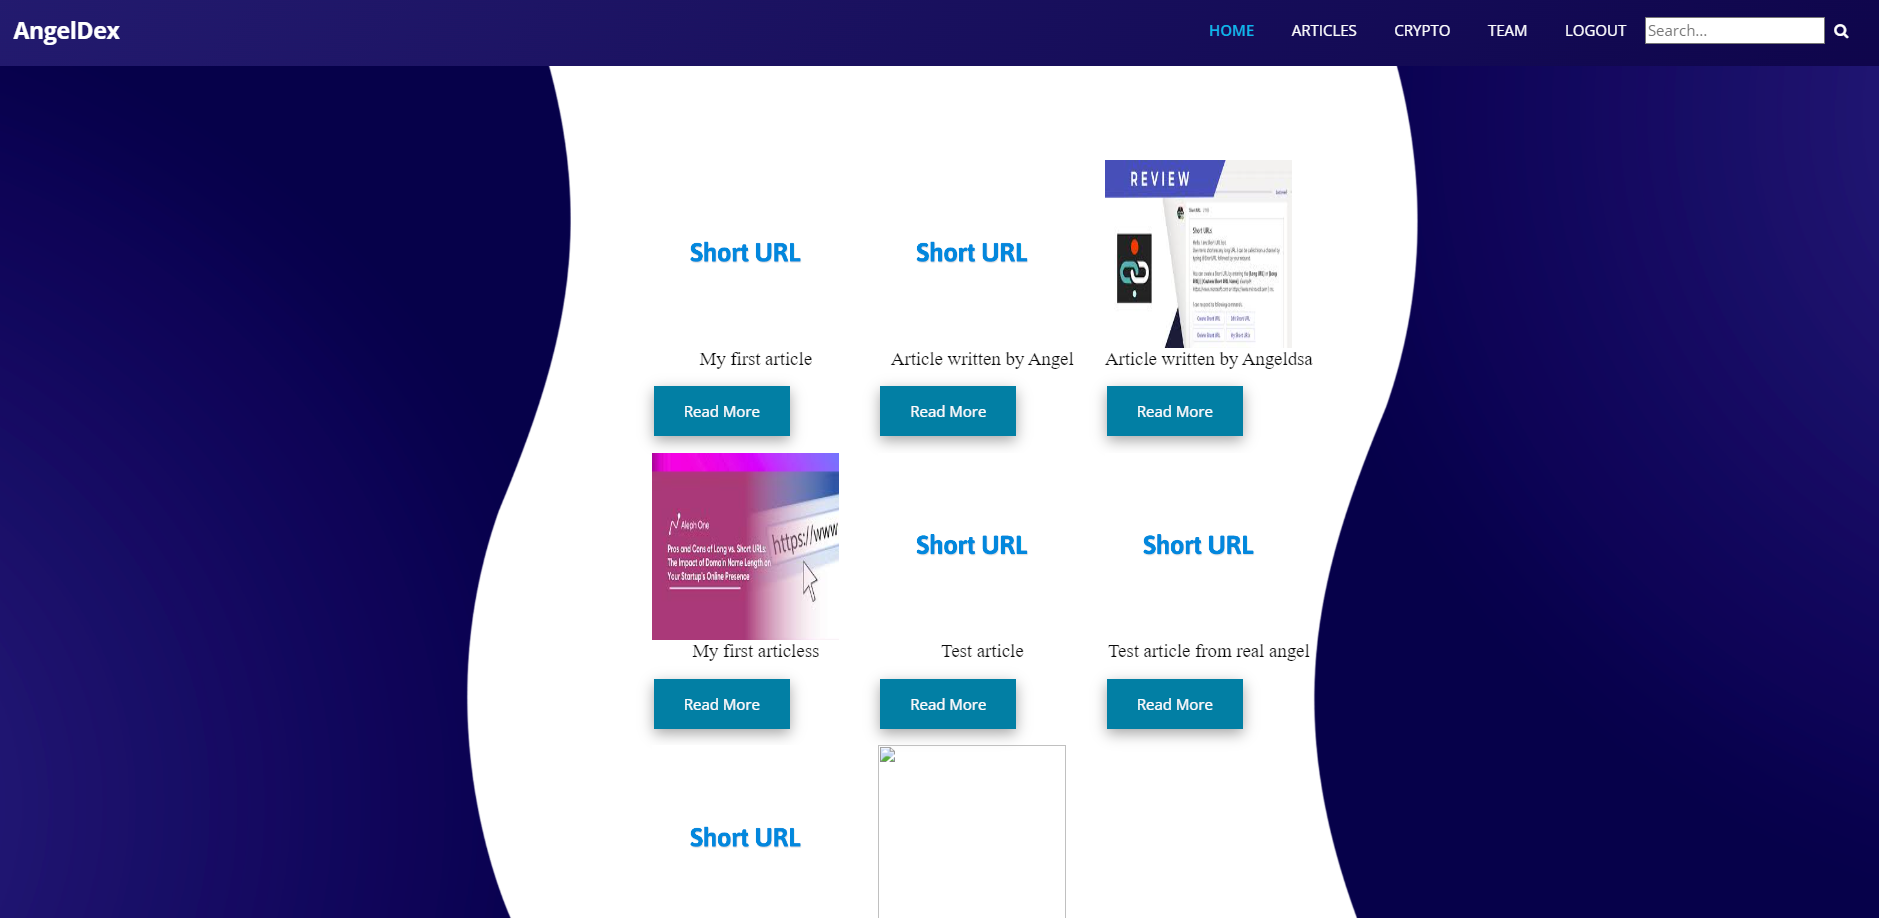 AngelDex
HOME ARTICLES CRYPTO TEAM LOGOUT Search...
Short URL
Short URL
REVIEW
Short URLs
My first article
Article written by Angel
Article written by Angeldsa
Read More
Read More
Read More
Aleph One
Pros and Cons of Long vs. Short URLs:
The Impact of Domain Name Length on
Your Startup's Online Presence
https://www
Short URL
Short URL
My first articless
Test article
Test article from real angel
Read More
Read More
Read More
Short URL